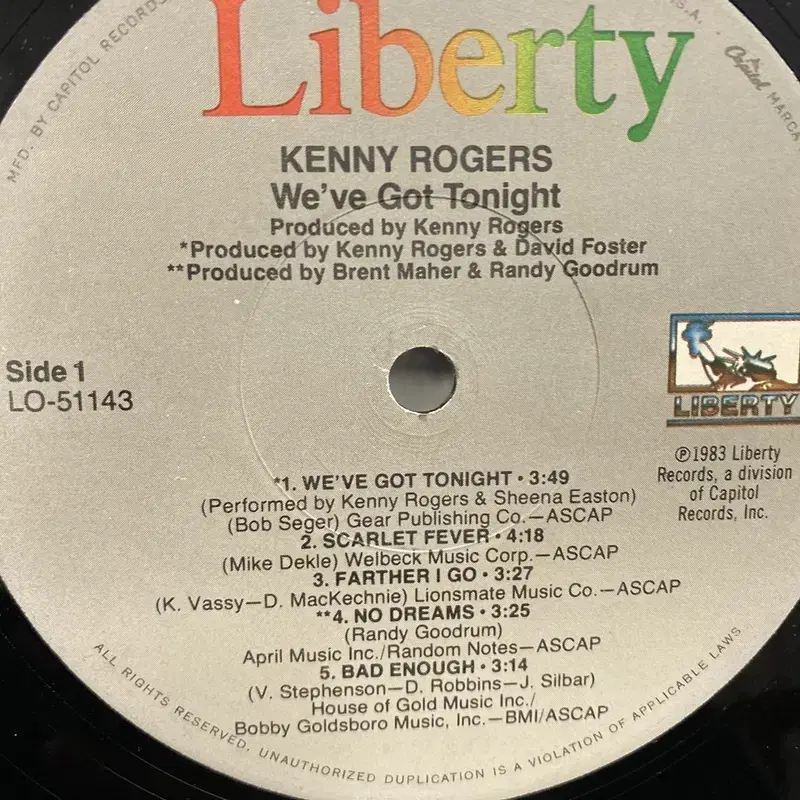 MFD. BY CAPITOL RECORDS
U.S.A. · Capitol MARCA
Liberty
KENNY ROGERS
We've Got Tonight
Produced by Kenny Rogers
*Produced by Kenny Rogers & David Foster
**Produced by Brent Maher & Randy Goodrum
Side 1
LO-51143
LIBERTY
℗1983 Liberty
Records, a division
of Capitol
Records, Inc.
*1. WE'VE GOT TONIGHT • 3:49
(Performed by Kenny Rogers & Sheena Easton)
(Bob Seger) Gear Publishing Co.—ASCAP
2. SCARLET FEVER • 4:18
(Mike Dekle) Welbeck Music Corp.—ASCAP
3. FARTHER I GO • 3:27
(K. Vassy—D. MacKechnie) Lionsmate Music Co.—ASCAP
**4. NO DREAMS • 3:25
(Randy Goodrum)
April Music Inc./Random Notes—ASCAP
5. BAD ENOUGH • 3:14
(V. Stephenson—D. Robbins—J. Silbar)
House of Gold Music Inc./
Bobby Goldsboro Music, Inc.—BMI/ASCAP
ALL RIGHTS RESERVED. UNAUTHORIZED DUPLICATION IS A VIOLATION OF APPLICABLE LAWS